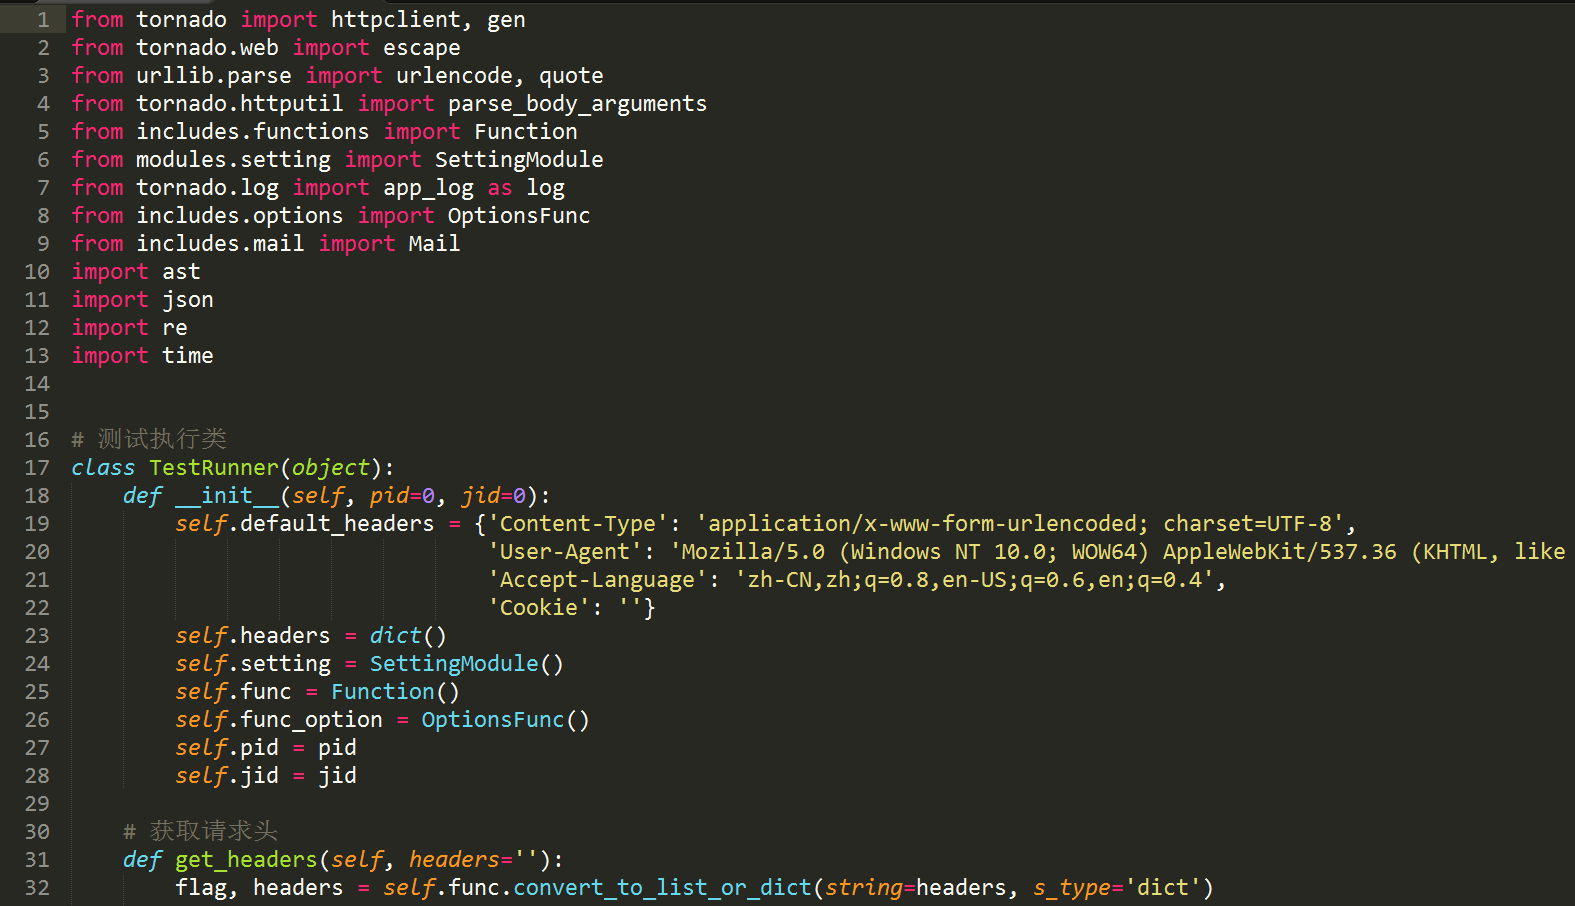 1 from tornado import httpclient, gen
2 from tornado.web import escape
3 from urllib.parse import urlencode, quote
4 from tornado.httputil import parse_body_arguments
5 from includes.functions import Function
6 from modules.setting import SettingModule
7 from tornado.log import app_log as log
8 from includes.options import OptionsFunc
9 from includes.mail import Mail
10 import ast
11 import json
12 import re
13 import time
14
15
16 # 测试执行类
17 class TestRunner(object):
18     def __init__(self, pid=0, jid=0):
19         self.default_headers = {'Content-Type': 'application/x-www-form-urlencoded; charset=UTF-8',
20                                 'User-Agent': 'Mozilla/5.0 (Windows NT 10.0; WOW64) AppleWebKit/537.36 (KHTML, like
21                                 'Accept-Language': 'zh-CN,zh;q=0.8,en-US;q=0.6,en;q=0.4',
22                                 'Cookie': ''}
23         self.headers = dict()
24         self.setting = SettingModule()
25         self.func = Function()
26         self.func_option = OptionsFunc()
27         self.pid = pid
28         self.jid = jid
29
30     # 获取请求头
31     def get_headers(self, headers=''):
32         flag, headers = self.func.convert_to_list_or_dict(string=headers, s_type='dict')